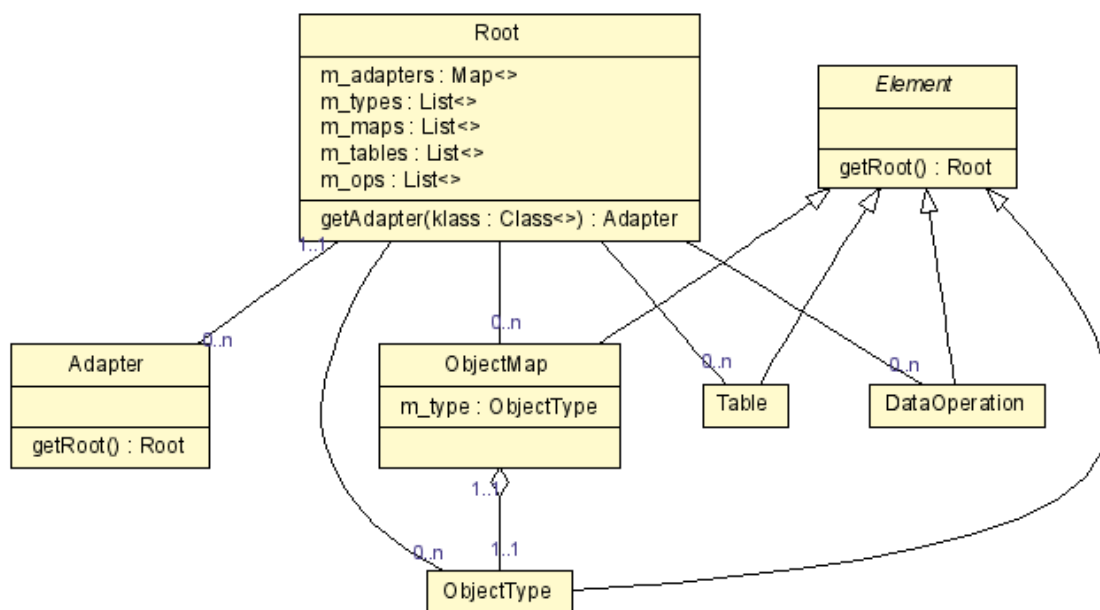 Root
m_adapters : Map<>
m_types : List<>
m_maps : List<>
m_tables : List<>
m_ops : List<>
getAdapter(klass : Class<>) : Adapter
Element
getRoot() : Root
1..1
0..n
0..n
0..n
0..n
Adapter
getRoot() : Root
ObjectMap
m_type : ObjectType
Table
DataOperation
1..1
1..1
0..n
ObjectType